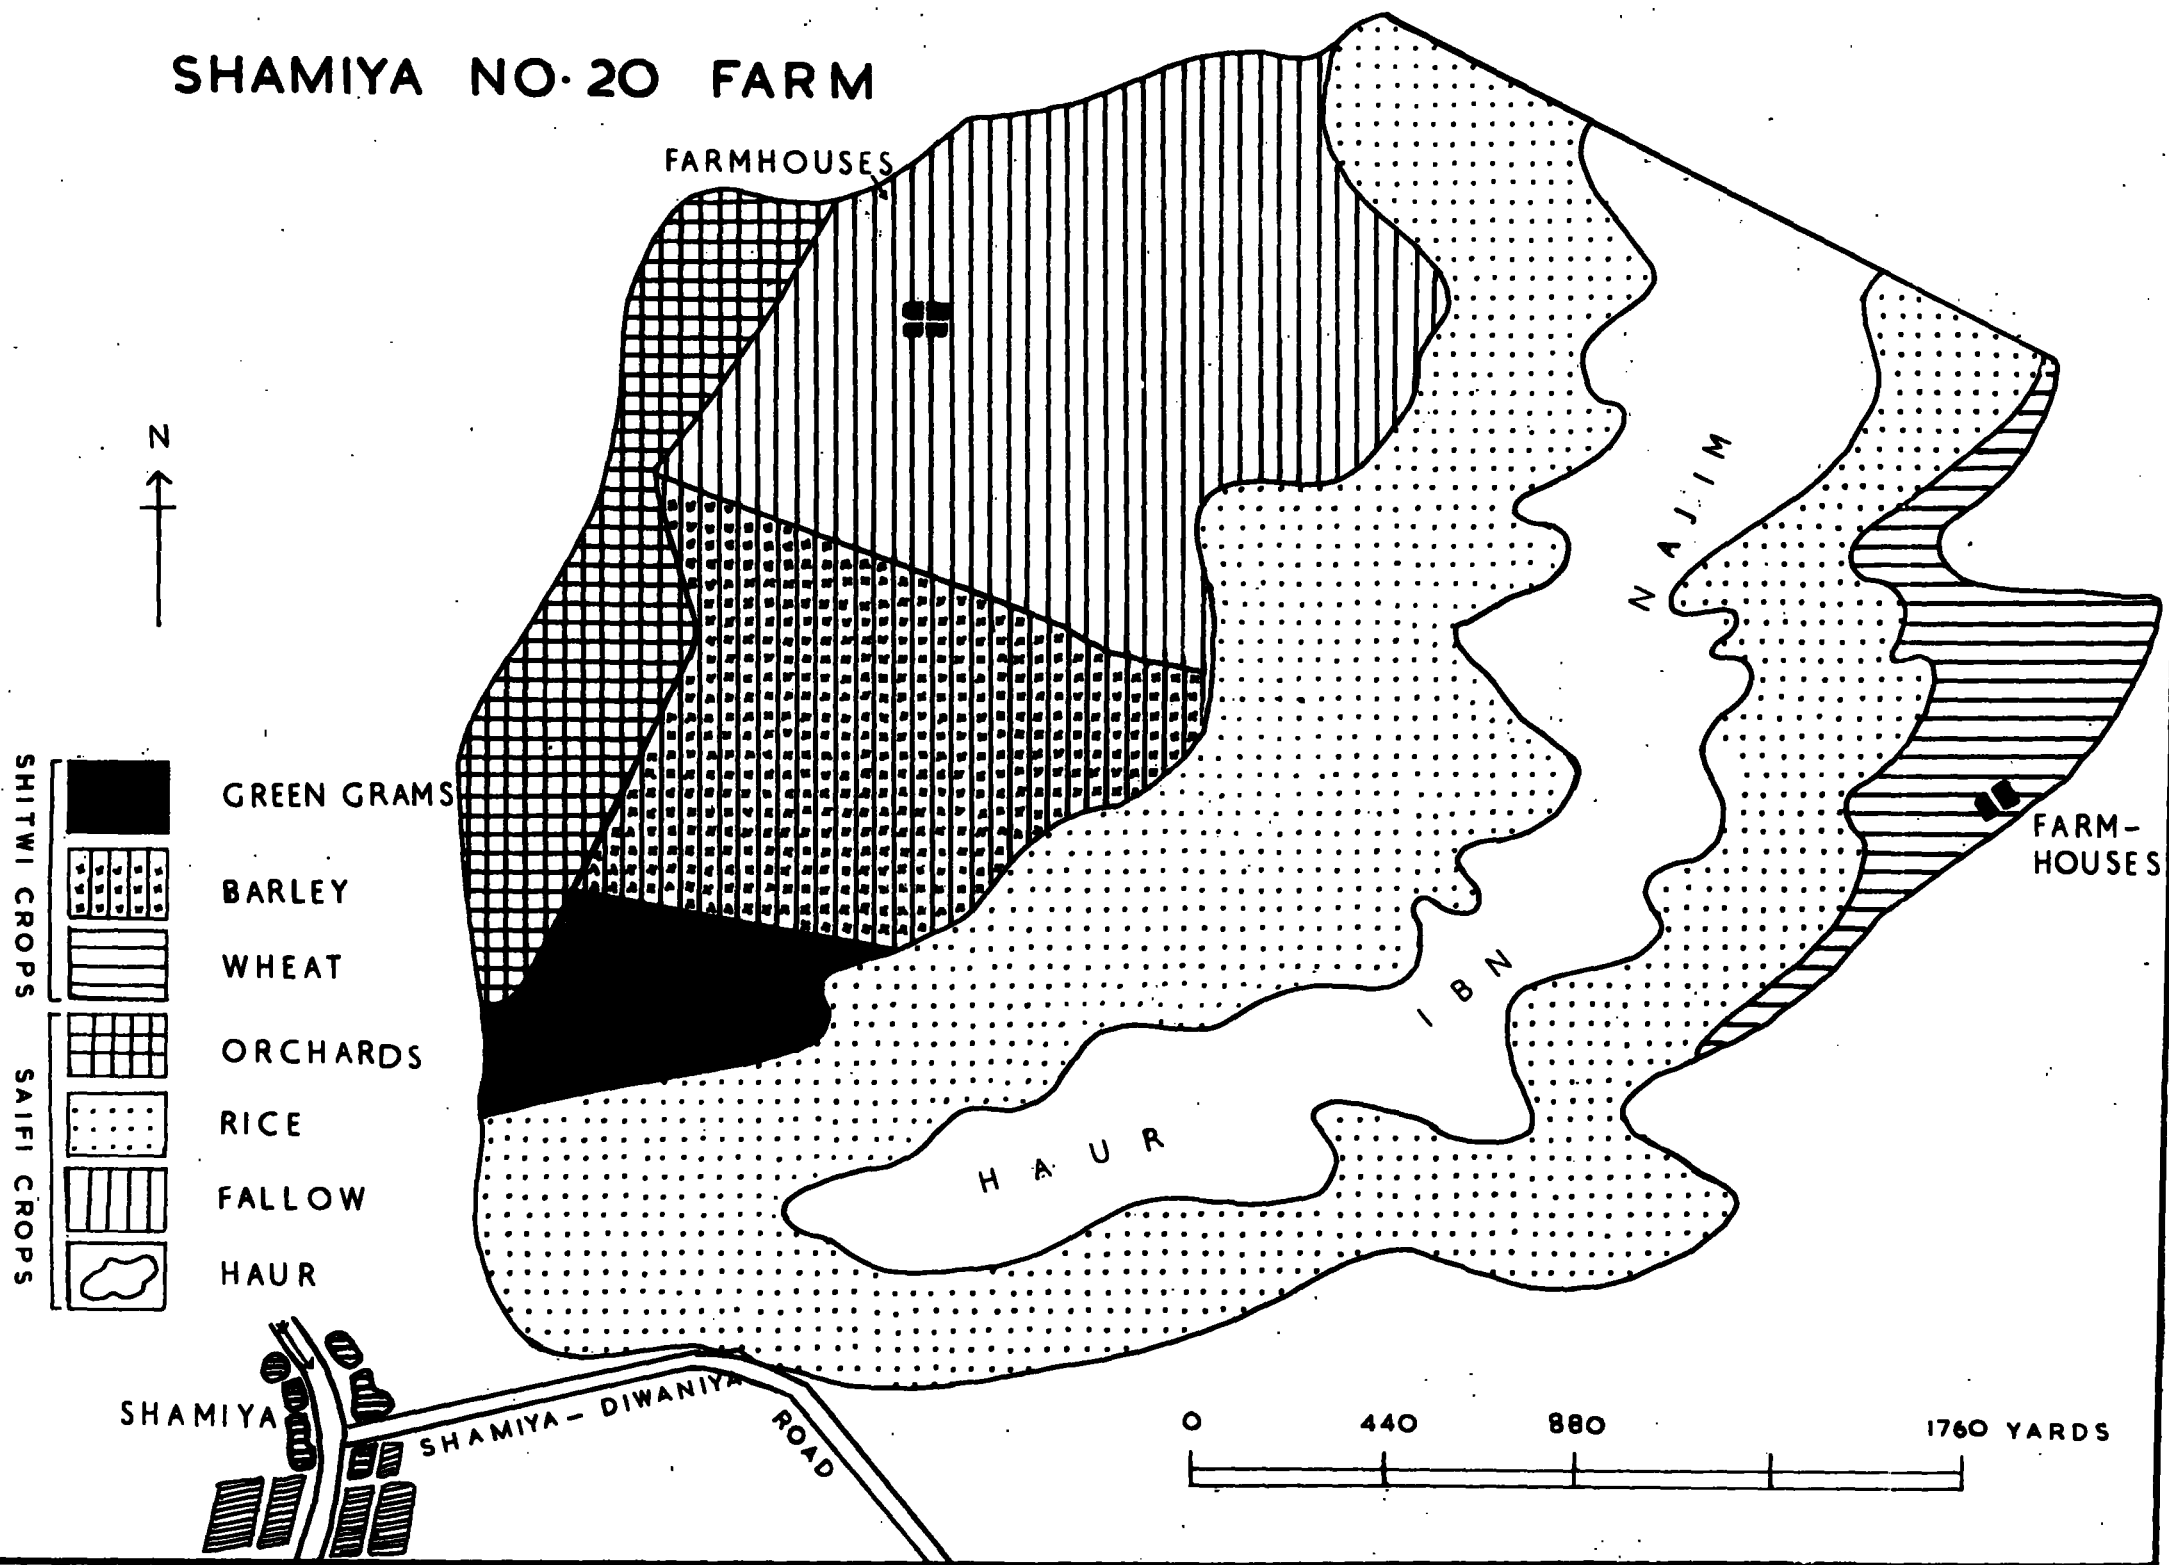 SHAMIYA NO. 20 FARM
FARMHOUSES
N
NAJIM
IBN
HAUR
FARM-
HOUSES
SHITWI CROPS
GREEN GRAMS
BARLEY
WHEAT
SAIFI CROPS
ORCHARDS
RICE
FALLOW
HAUR
SHAMIYA
SHAMIYA - DIWANIYA ROAD
0 440 880 1760 YARDS